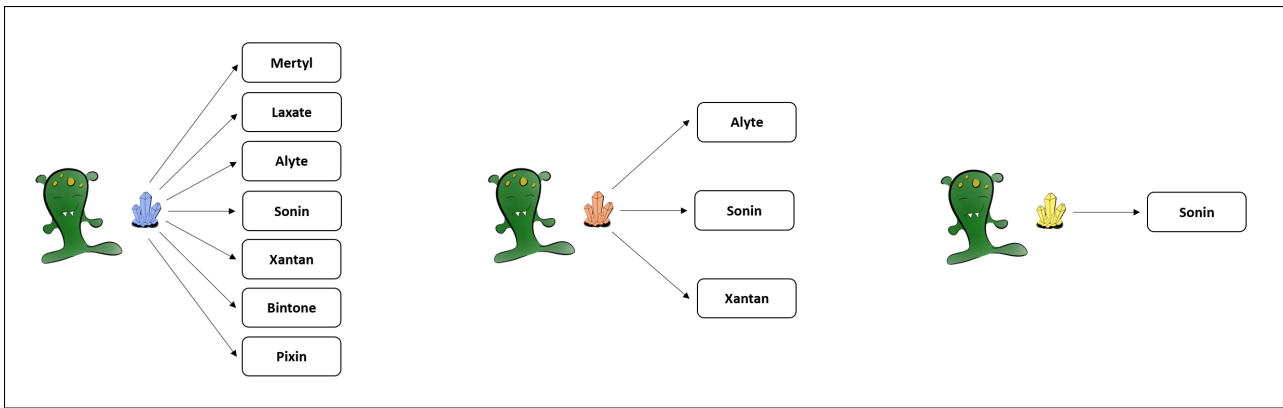 Mertyl
Laxate
Alyte
Sonin
Xantan
Bintone
Pixin
Alyte
Sonin
Xantan
Sonin